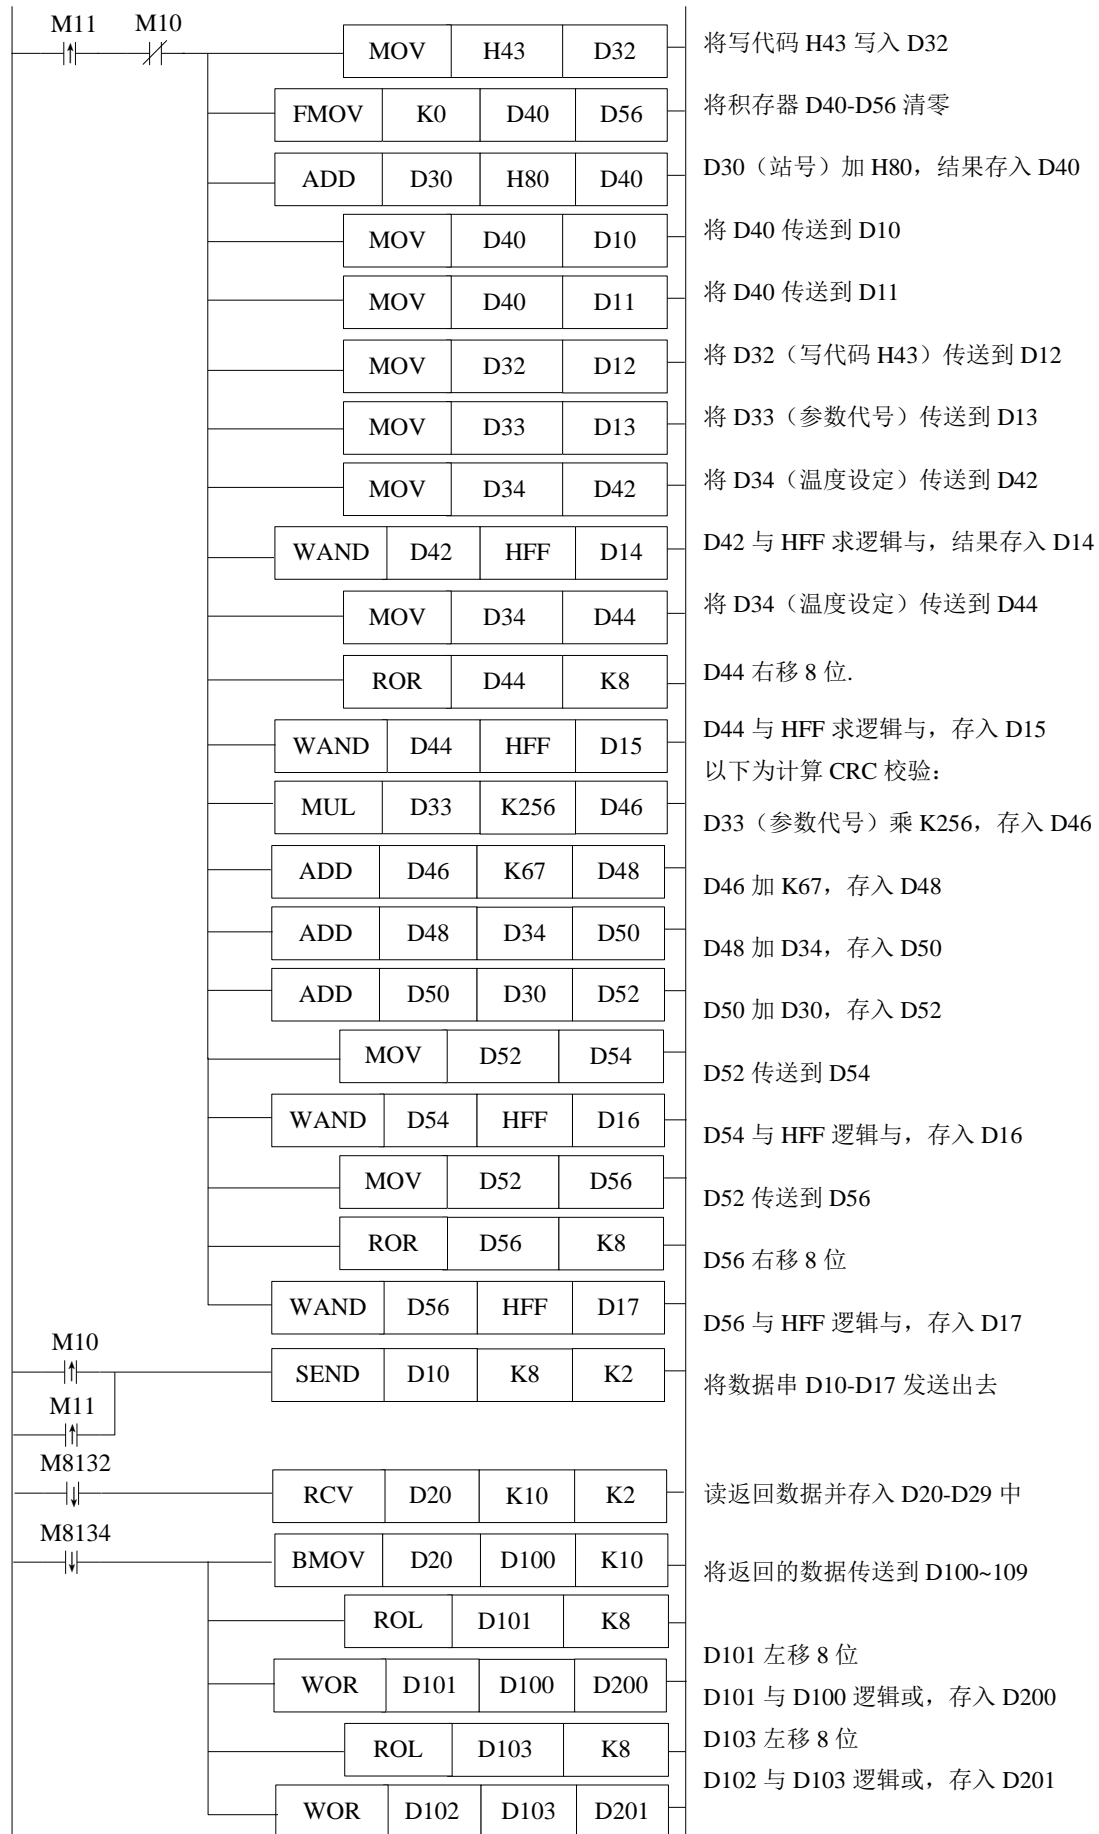 M11 M10
MOV H43 D32 将写代码 H43 写入 D32
FMOV K0 D40 D56 将积存器 D40-D56 清零
ADD D30 H80 D40 D30（站号）加 H80，结果存入 D40
MOV D40 D10 将 D40 传送到 D10
MOV D40 D11 将 D40 传送到 D11
MOV D32 D12 将 D32（写代码 H43）传送到 D12
MOV D33 D13 将 D33（参数代号）传送到 D13
MOV D34 D42 将 D34（温度设定）传送到 D42
WAND D42 HFF D14 D42 与 HFF 求逻辑与，结果存入 D14
MOV D34 D44 将 D34（温度设定）传送到 D44
ROR D44 K8 D44 右移 8 位.
WAND D44 HFF D15 D44 与 HFF 求逻辑与，存入 D15
以下为计算 CRC 校验：
MUL D33 K256 D46 D33（参数代号）乘 K256，存入 D46
ADD D46 K67 D48 D46 加 K67，存入 D48
ADD D48 D34 D50 D48 加 D34，存入 D50
ADD D50 D30 D52 D50 加 D30，存入 D52
MOV D52 D54 D52 传送到 D54
WAND D54 HFF D16 D54 与 HFF 逻辑与，存入 D16
MOV D52 D56 D52 传送到 D56
ROR D56 K8 D56 右移 8 位
WAND D56 HFF D17 D56 与 HFF 逻辑与，存入 D17
M10
SEND D10 K8 K2 将数据串 D10-D17 发送出去
M11
M8132
RCV D20 K10 K2 读返回数据并存入 D20-D29 中
M8134
BMOV D20 D100 K10 将返回的数据传送到 D100~109
ROL D101 K8 D101 左移 8 位
WOR D101 D100 D200 D101 与 D100 逻辑或，存入 D200
ROL D103 K8 D103 左移 8 位
WOR D102 D103 D201 D102 与 D103 逻辑或，存入 D201